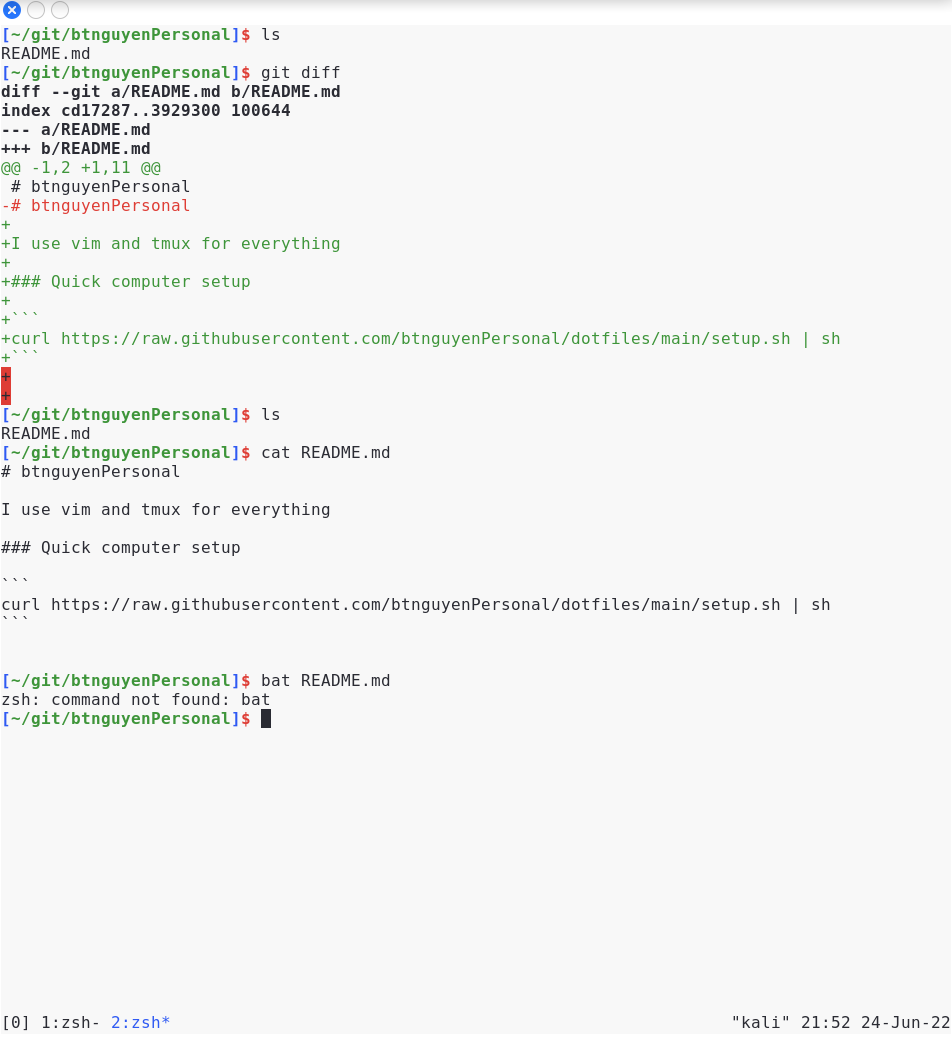 [~/git/btnguyenPersonal]$ ls
README.md
[~/git/btnguyenPersonal]$ git diff
diff --git a/README.md b/README.md
index cd17287..3929300 100644
--- a/README.md
+++ b/README.md
@@ -1,2 +1,11 @@
 # btnguyenPersonal
-# btnguyenPersonal
+
+I use vim and tmux for everything
+
+### Quick computer setup
+
+```
+curl https://raw.githubusercontent.com/btnguyenPersonal/dotfiles/main/setup.sh | sh
+```
+
+
[~/git/btnguyenPersonal]$ ls
README.md
[~/git/btnguyenPersonal]$ cat README.md
# btnguyenPersonal

I use vim and tmux for everything

### Quick computer setup

```
curl https://raw.githubusercontent.com/btnguyenPersonal/dotfiles/main/setup.sh | sh
```


[~/git/btnguyenPersonal]$ bat README.md
zsh: command not found: bat
[~/git/btnguyenPersonal]$
[0] 1:zsh- 2:zsh* "kali" 21:52 24-Jun-22